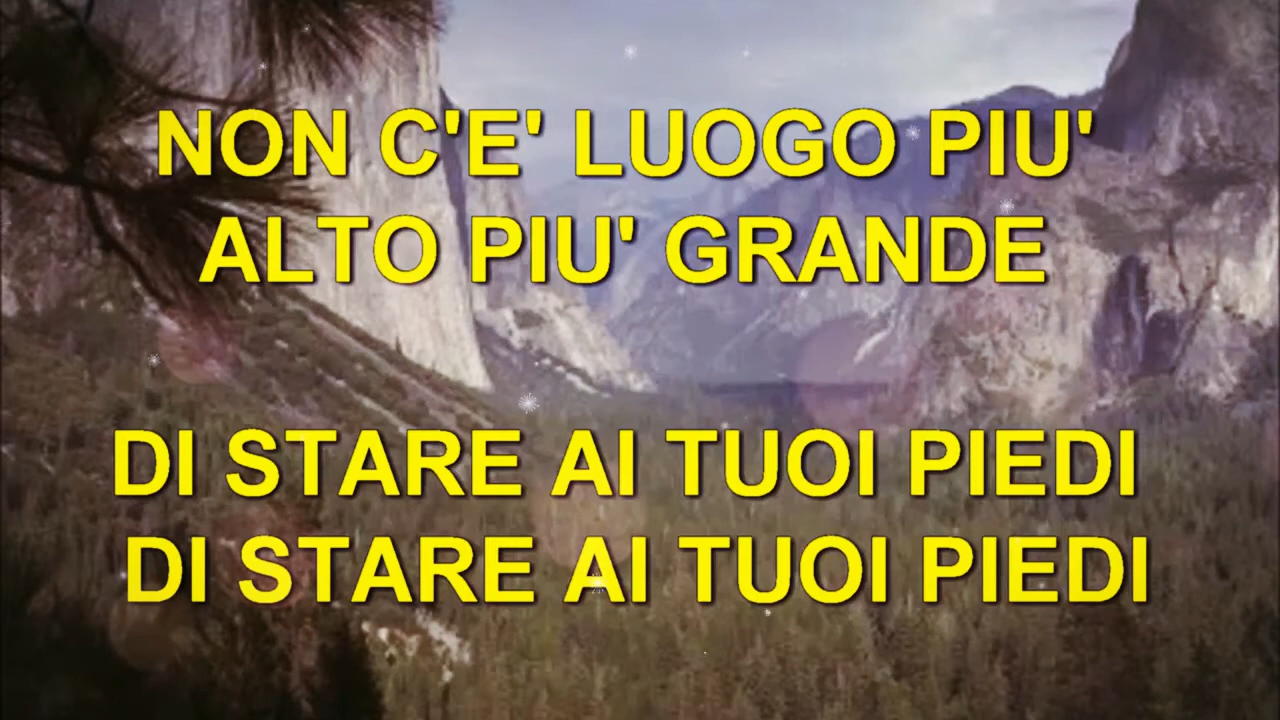 NON C'E' LUOGO PIU'
ALTO PIU' GRANDE
DI STARE AI TUOI PIEDI
DI STARE AI TUOI PIEDI